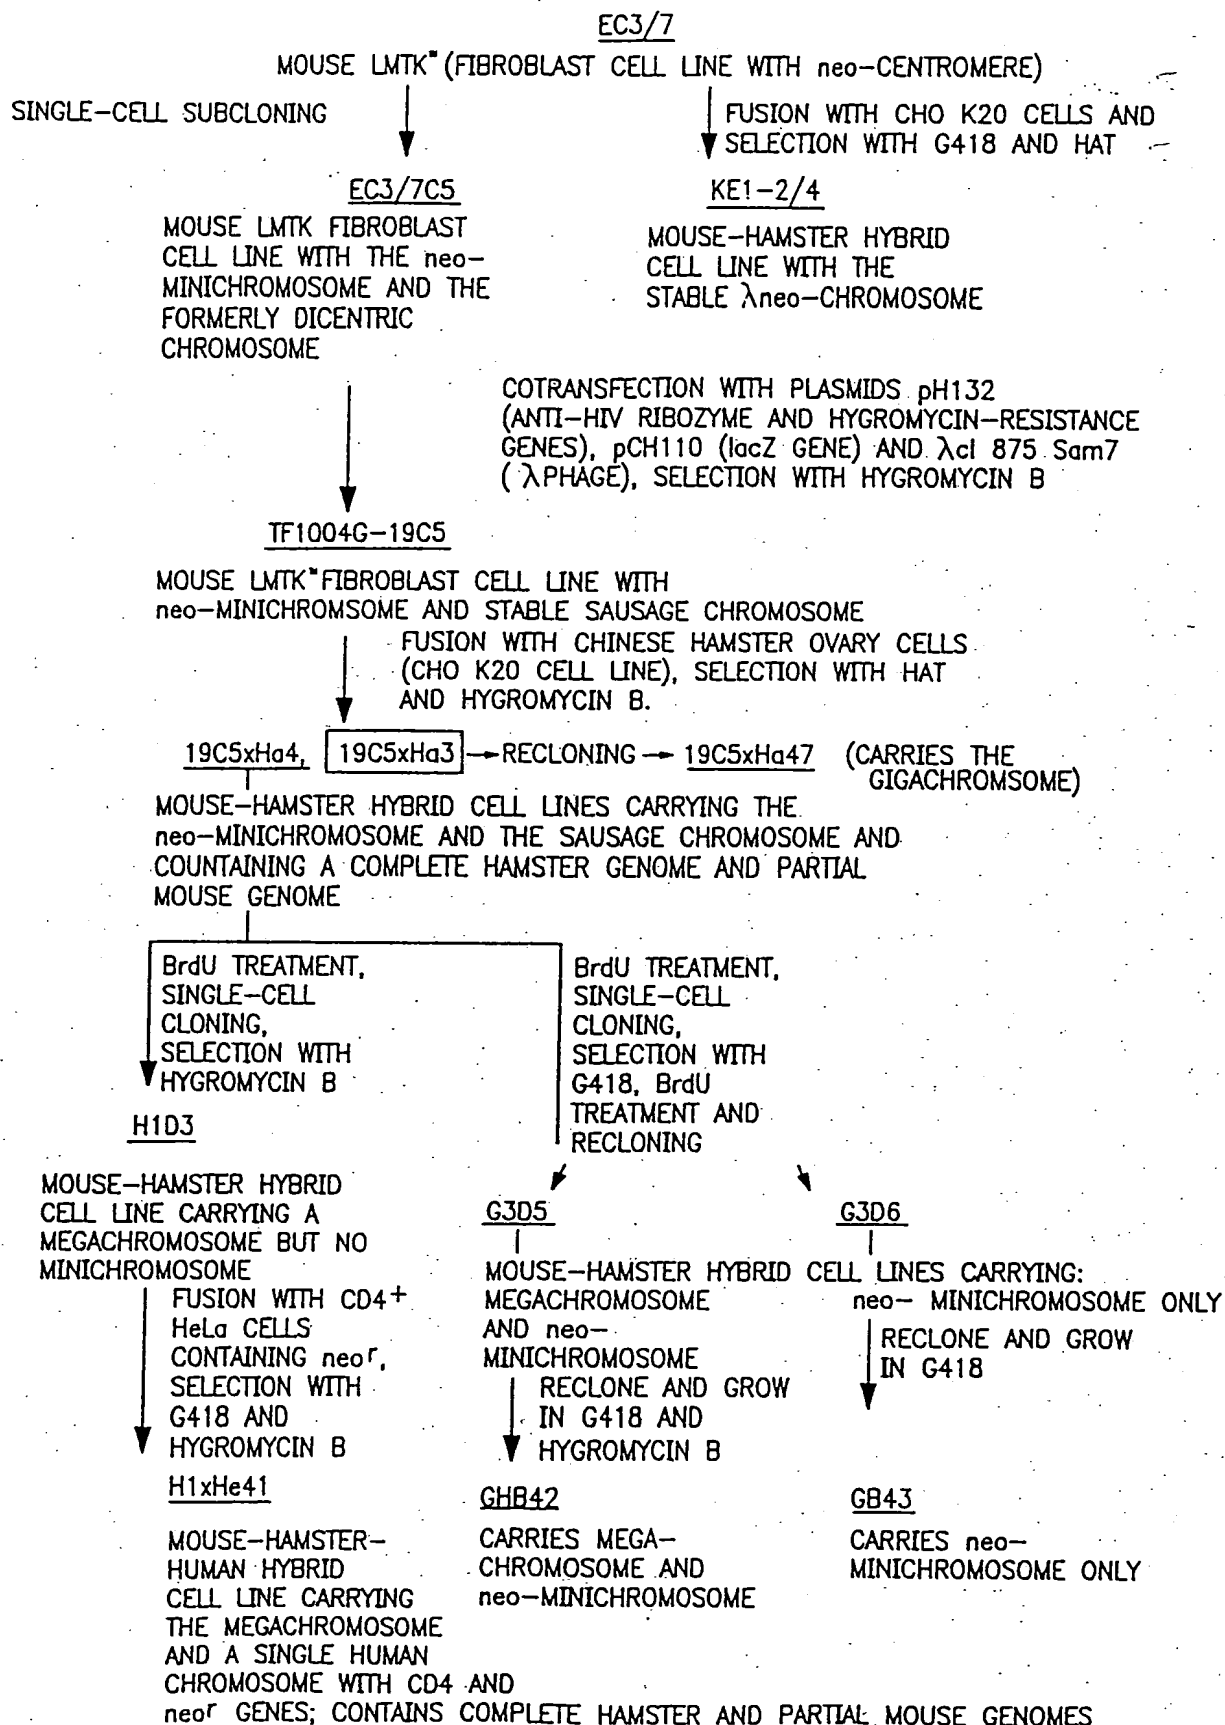 EC3/7
MOUSE LMTK⁻ (FIBROBLAST CELL LINE WITH neo-CENTROMERE)
SINGLE-CELL SUBCLONING
FUSION WITH CHO K20 CELLS AND
SELECTION WITH G418 AND HAT
EC3/7C5
MOUSE LMTK FIBROBLAST
CELL LINE WITH THE neo-
MINICHROMOSOME AND THE
FORMERLY DICENTRIC
CHROMOSOME
KE1-2/4
MOUSE-HAMSTER HYBRID
CELL LINE WITH THE
STABLE λneo-CHROMOSOME
COTRANSFECTION WITH PLASMIDS pH132
(ANTI-HIV RIBOZYME AND HYGROMYCIN-RESISTANCE
GENES), pCH110 (lacZ GENE) AND λcl 875 Sam7
(λPHAGE), SELECTION WITH HYGROMYCIN B
TF1004G-19C5
MOUSE LMTK⁻ FIBROBLAST CELL LINE WITH
neo-MINICHROMSOME AND STABLE SAUSAGE CHROMOSOME
FUSION WITH CHINESE HAMSTER OVARY CELLS
(CHO K20 CELL LINE), SELECTION WITH HAT
AND HYGROMYCIN B.
19C5xHa4, 19C5xHa3 → RECLONING → 19C5xHa47 (CARRIES THE
GIGACHROMSOME)
MOUSE-HAMSTER HYBRID CELL LINES CARRYING THE
neo-MINICHROMOSOME AND THE SAUSAGE CHROMOSOME AND
COUNTAINING A COMPLETE HAMSTER GENOME AND PARTIAL
MOUSE GENOME
BrdU TREATMENT,
SINGLE-CELL
CLONING,
SELECTION WITH
HYGROMYCIN B
BrdU TREATMENT,
SINGLE-CELL
CLONING,
SELECTION WITH
G418, BrdU
TREATMENT AND
RECLONING
H1D3
MOUSE-HAMSTER HYBRID
CELL LINE CARRYING A
MEGACHROMOSOME BUT NO
MINICHROMOSOME
G3D5
G3D6
MOUSE-HAMSTER HYBRID CELL LINES CARRYING:
MEGACHROMOSOME
AND neo-
MINICHROMOSOME
neo- MINICHROMOSOME ONLY
FUSION WITH CD4+
HeLa CELLS
CONTAINING neoʳ,
SELECTION WITH
G418 AND
HYGROMYCIN B
RECLONE AND GROW
IN G418 AND
HYGROMYCIN B
RECLONE AND GROW
IN G418
H1xHe41
MOUSE-HAMSTER-
HUMAN HYBRID
CELL LINE CARRYING
THE MEGACHROMOSOME
AND A SINGLE HUMAN
CHROMOSOME WITH CD4 AND
neoʳ GENES; CONTAINS COMPLETE HAMSTER AND PARTIAL MOUSE GENOMES
GHB42
CARRIES MEGA-
CHROMOSOME AND
neo-MINICHROMOSOME
GB43
CARRIES neo-
MINICHROMOSOME ONLY